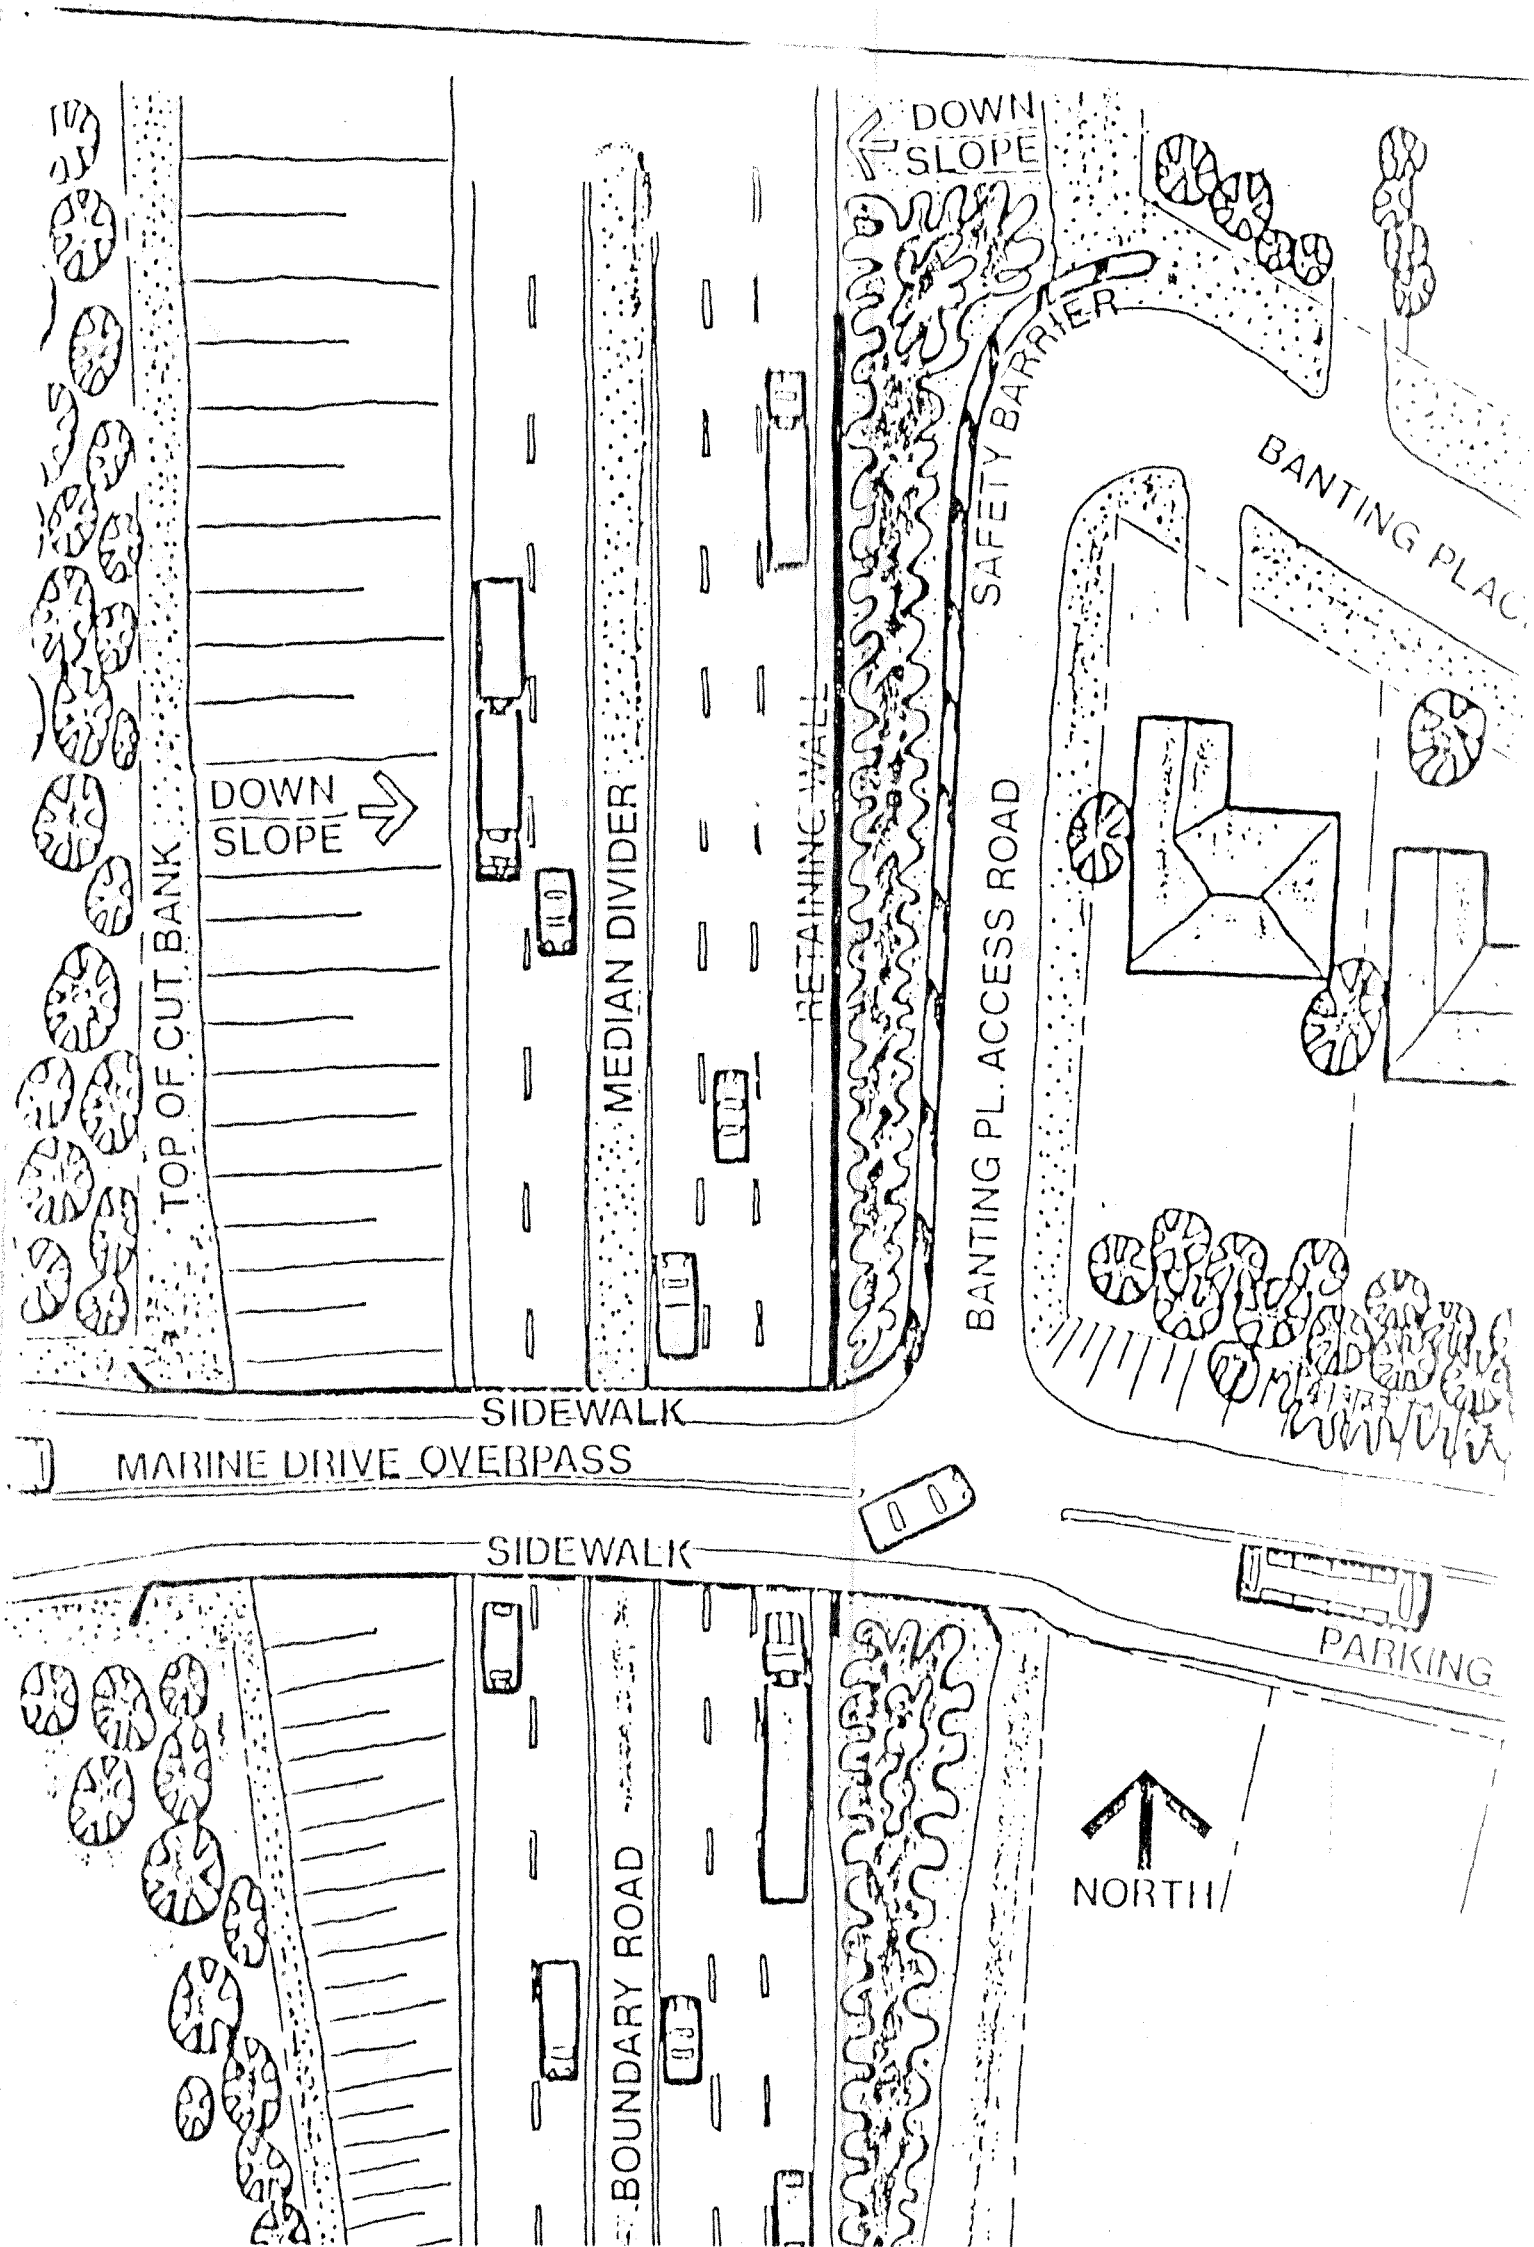 DOWN
SLOPE
SAFETY BARRIER
BANTING PLAC
DOWN
SLOPE
TOP OF CUT BANK
MEDIAN DIVIDER
RETAINING WALL
BANTING PL. ACCESS ROAD
SIDEWALK
MARINE DRIVE OVERPASS
SIDEWALK
PARKING
BOUNDARY ROAD
NORTH